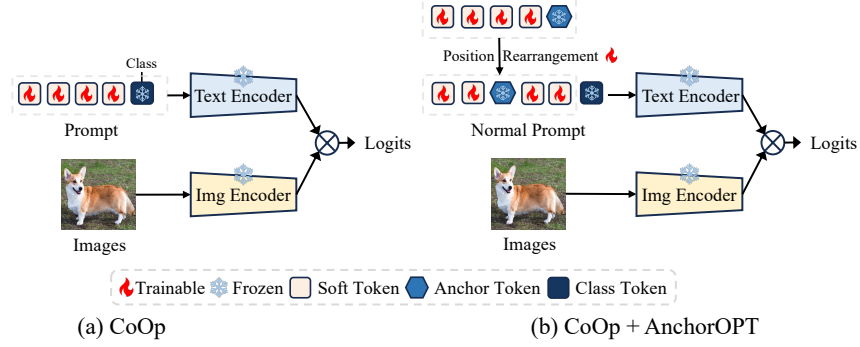 Class
Text Encoder
Prompt
Logits
Img Encoder
Images
Position Rearrangement
Text Encoder
Normal Prompt
Logits
Img Encoder
Images
Trainable Frozen Soft Token Anchor Token Class Token
(a) CoOp
(b) CoOp + AnchorOPT